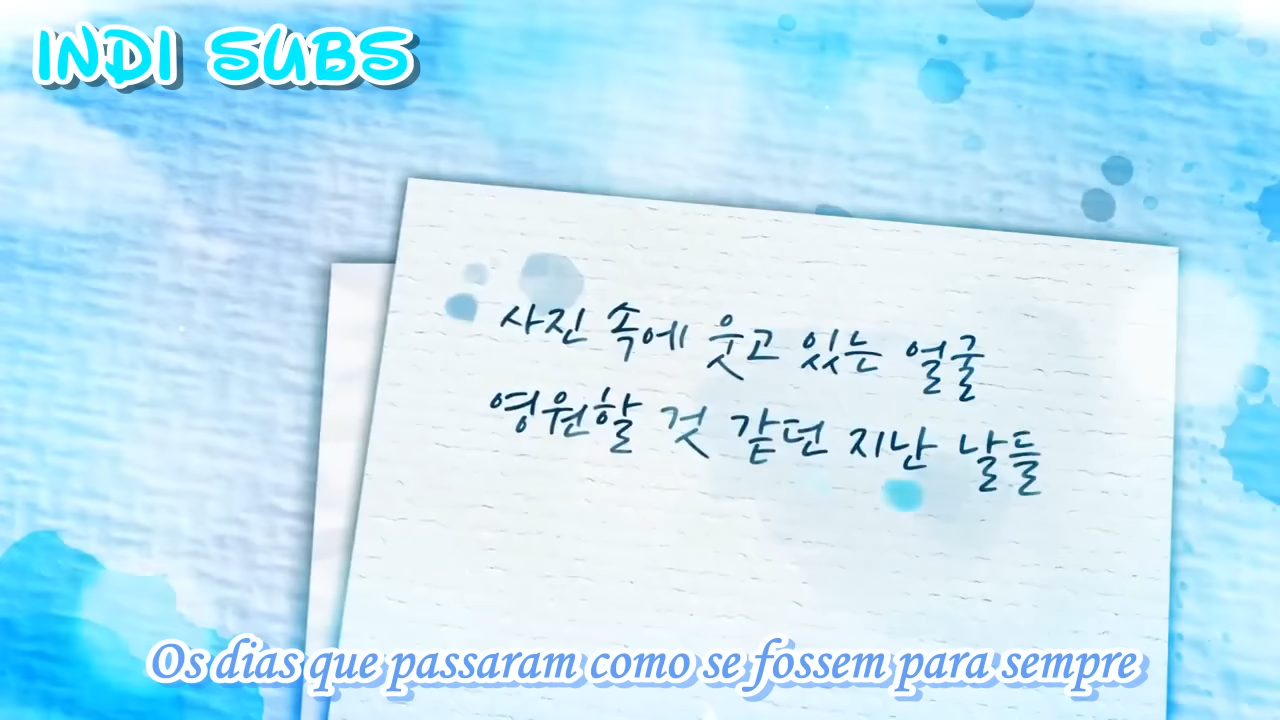 INDI SUBS
사진 속에 웃고 있는 얼굴
영원할 것 같던 지난 날들
Os dias que passaram como se fossem para sempre